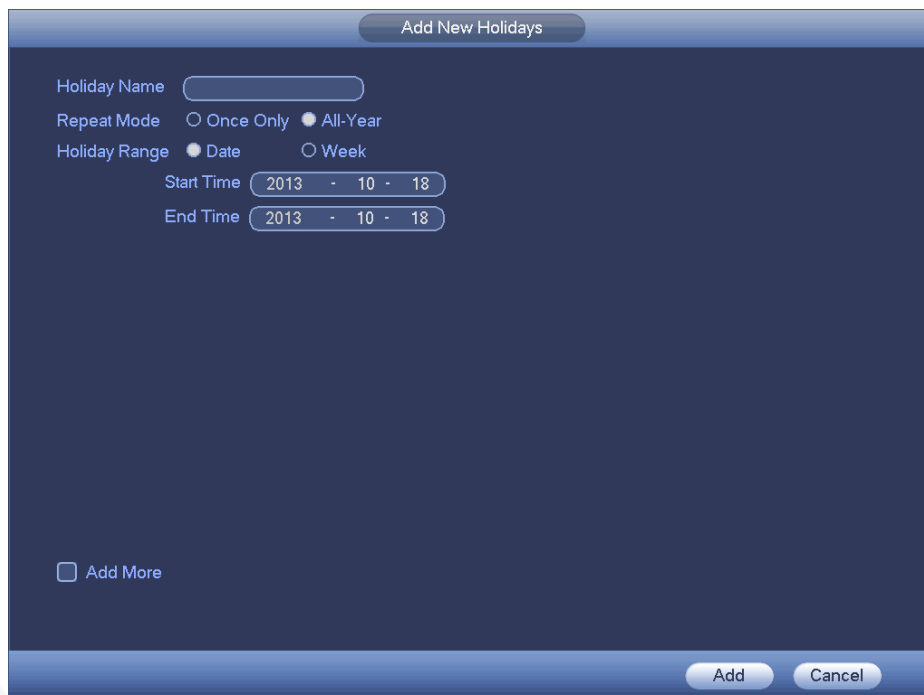 Add New Holidays
Holiday Name
Repeat Mode Once Only All-Year
Holiday Range Date Week
Start Time 2013 - 10 - 18
End Time 2013 - 10 - 18
Add More
Add Cancel